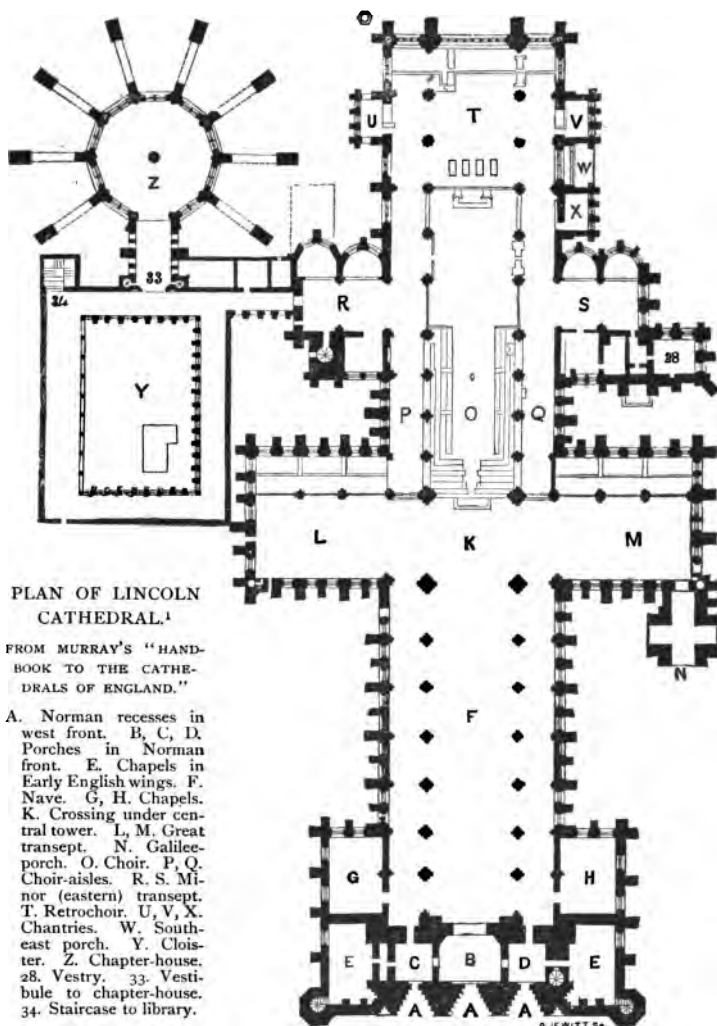 U
T
V
W
X
Z
33
34
R
S
28
Y
P
O
Q
L
K
M
N
PLAN OF LINCOLN
CATHEDRAL.¹
FROM MURRAY'S "HAND-
BOOK TO THE CATHE-
DRALS OF ENGLAND."
A. Norman recesses in
west front. B, C, D.
Porches in Norman
front. E. Chapels in
Early English wings. F.
Nave. G, H. Chapels.
K. Crossing under cen-
tral tower. L, M. Great
transept. N. Galilee-
porch. O. Choir. P, Q.
Choir-aisles. R. S. Mi-
nor (eastern) transept.
T. Retrochoir. U, V, X.
Chantries. W. South-
east porch. Y. Clois-
ter. Z. Chapter-house.
28. Vestry. 33. Vesti-
bule to chapter-house.
34. Staircase to library.
F
G
H
E
C
B
D
E
A
A
A